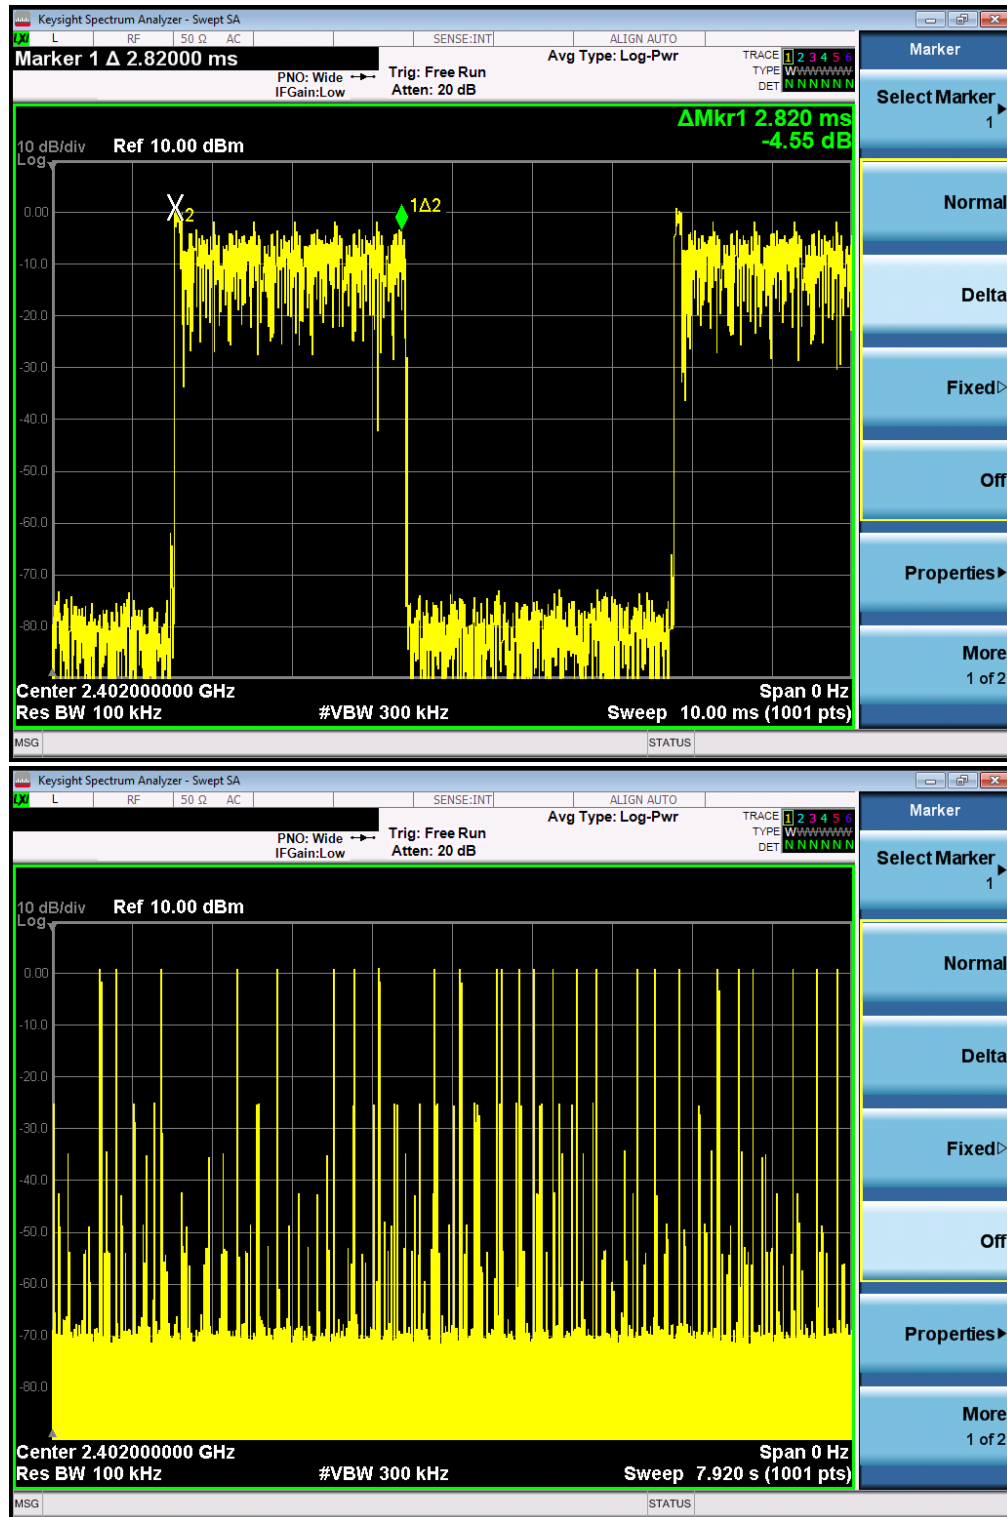 Keysight Spectrum Analyzer - Swept SA
LXI L RF 50 Ω AC SENSE:INT ALIGN AUTO
Marker 1 Δ 2.82000 ms
PNO: Wide
IFGain:Low
Trig: Free Run
Atten: 20 dB
Avg Type: Log-Pwr
TRACE 1 2 3 4 5 6
TYPE WWWWWW
DET N N N N N N
ΔMkr1 2.820 ms
-4.55 dB
10 dB/div Ref 10.00 dBm
Log
0.00
-10.0
-20.0
-30.0
-40.0
-50.0
-60.0
-70.0
-80.0
2
1Δ2
Center 2.402000000 GHz Span 0 Hz
Res BW 100 kHz #VBW 300 kHz Sweep 10.00 ms (1001 pts)
MSG STATUS
Marker
Select Marker
1
Normal
Delta
Fixed
Off
Properties
More
1 of 2
Keysight Spectrum Analyzer - Swept SA
LXI L RF 50 Ω AC SENSE:INT ALIGN AUTO
PNO: Wide
IFGain:Low
Trig: Free Run
Atten: 20 dB
Avg Type: Log-Pwr
TRACE 1 2 3 4 5 6
TYPE WWWWWW
DET N N N N N N
10 dB/div Ref 10.00 dBm
Log
0.00
-10.0
-20.0
-30.0
-40.0
-50.0
-60.0
-70.0
-80.0
Center 2.402000000 GHz Span 0 Hz
Res BW 100 kHz #VBW 300 kHz Sweep 7.920 s (1001 pts)
MSG STATUS
Marker
Select Marker
1
Normal
Delta
Fixed
Off
Properties
More
1 of 2